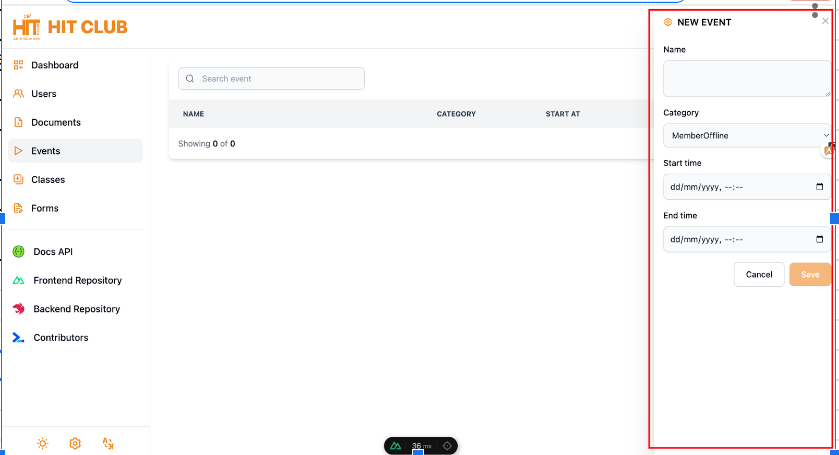 HIT HIT CLUB
Dashboard
Users
Documents
Events
Classes
Forms
Docs API
Frontend Repository
Backend Repository
Contributors
Search event
NAME CATEGORY START AT
Showing 0 of 0
36 ms
NEW EVENT
Name
Category
MemberOffline
Start time
dd/mm/yyyy, --:--
End time
dd/mm/yyyy, --:--
Cancel Save